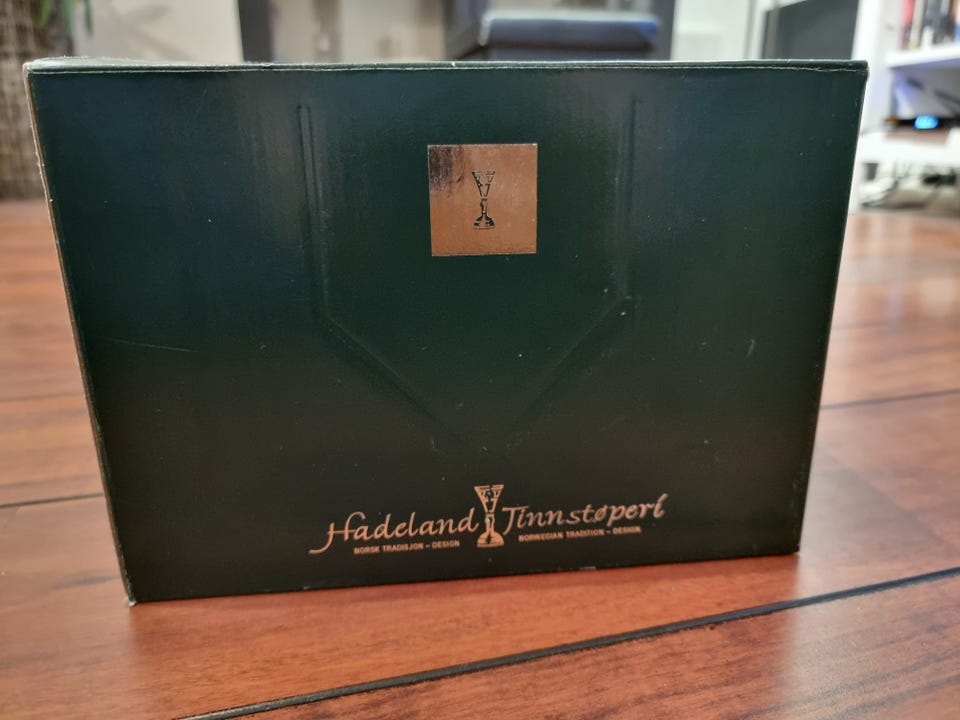 Hadeland Tinnstøperi
NORSK TRADISJON – DESIGN NORWEGIAN TRADITION – DESIGN